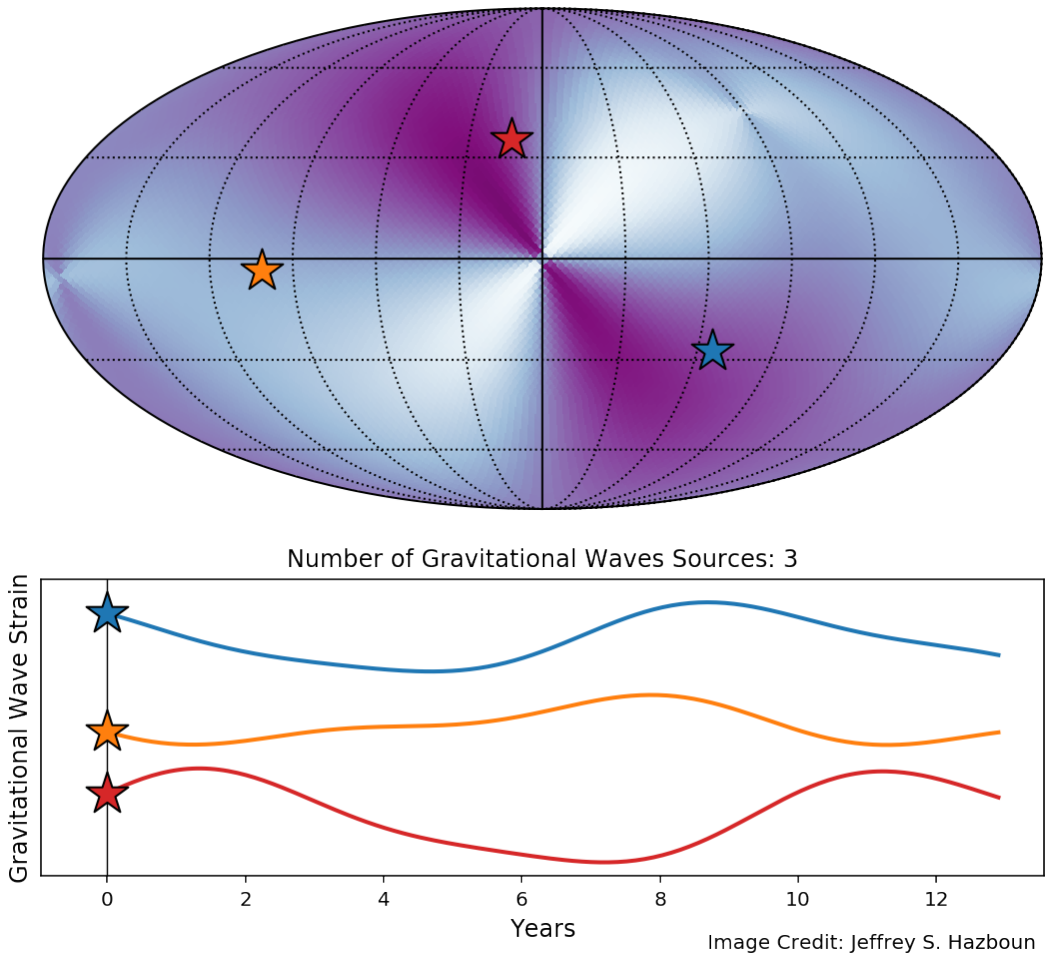 Number of Gravitational Waves Sources: 3
Gravitational Wave Strain
0 2 4 6 8 10 12
Years
Image Credit: Jeffrey S. Hazboun